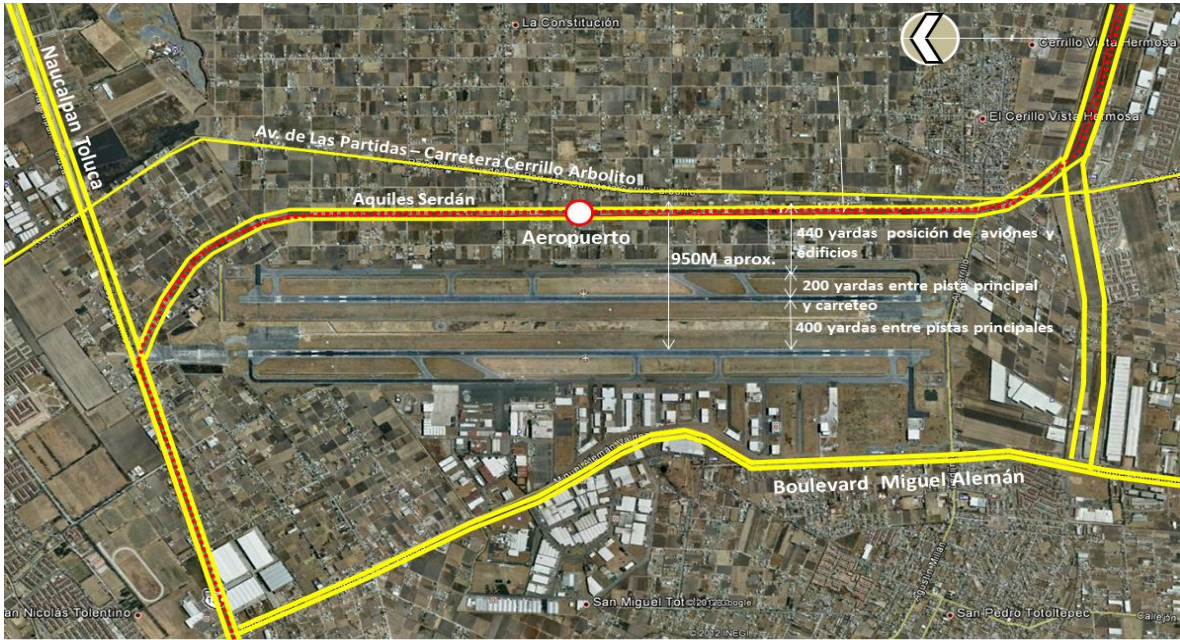 La Constitución
Cerrillo Vista Hermosa
Naucalpan Toluca
El Cerillo Vista Hermosa
Av. de Las Partidas – Carretera Cerrillo Arbolito
Aquiles Serdán
Aeropuerto
440 yardas posición de aviones y
edificios
950M aprox.
200 yardas entre pista principal
y carreteo
400 yardas entre pistas principales
Boulevard Miguel Alemán
an Nicolás Tolentino
San Miguel Tot
©2012 Google
San Pedro Totoltepec
Callejón
© 2012 INEGI